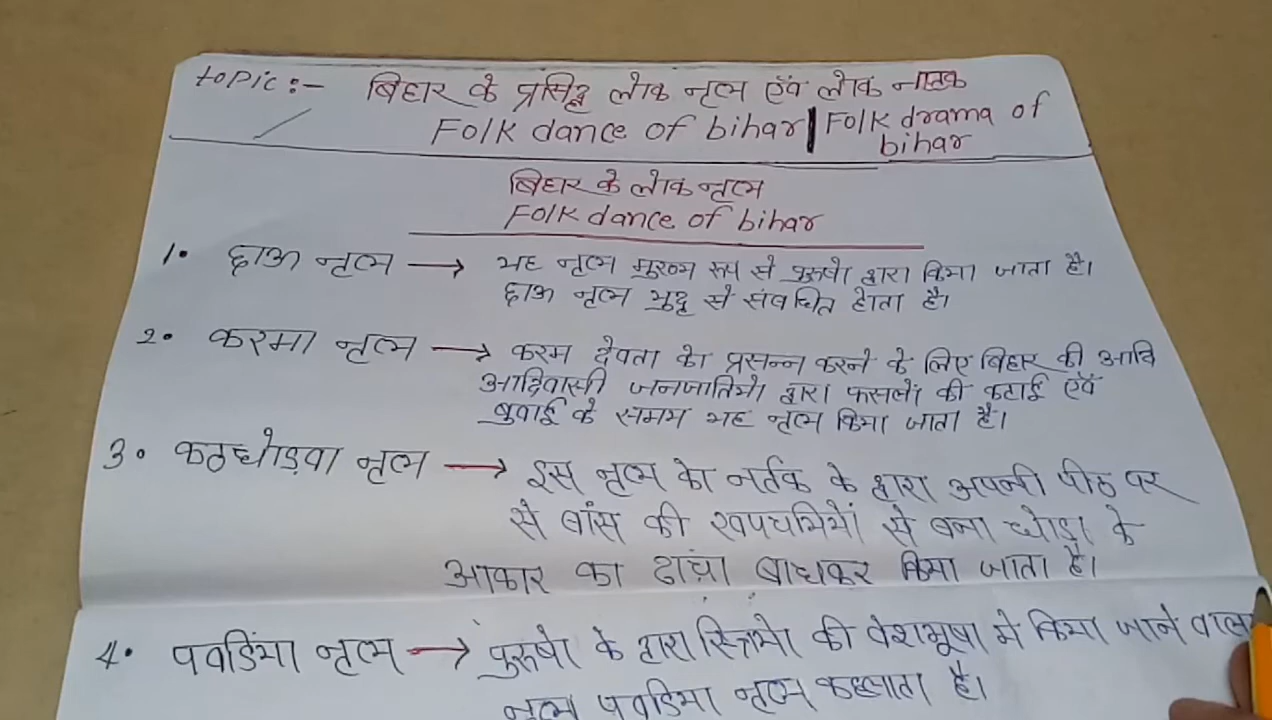 topic:- बिहार के प्रसिद्ध लोक नृत्य एवं लोक नाटक
Folk dance of bihar | Folk drama of bihar
बिहार के लोक नृत्य
Folk dance of bihar
1. छाऊ नृत्य → यह नृत्य मुख्य रूप से पुरुषो द्वारा किया जाता है।
छाऊ नृत्य युद्ध से संबंधित होता है।
2. करमा नृत्य → करम देवता को प्रसन्न करने के लिए बिहार की आदि
आदिवासी जनजातियो द्वारा फसलों की कटाई एवं
बुवाई के समय यह नृत्य किया जाता है।
3. कठघोडवा नृत्य → इस नृत्य को नर्तक के द्वारा अपनी पीठ पर
से बांस की खपचयियों से बना घोडा के
आकार का ढांचा बाधकर किया जाता है।
4. पवडिया नृत्य → पुरुषो के द्वारा स्त्रियो की वेशभूषा मे किया जाने वाला
नृत्य पवडिया नृत्य कहलाता है।